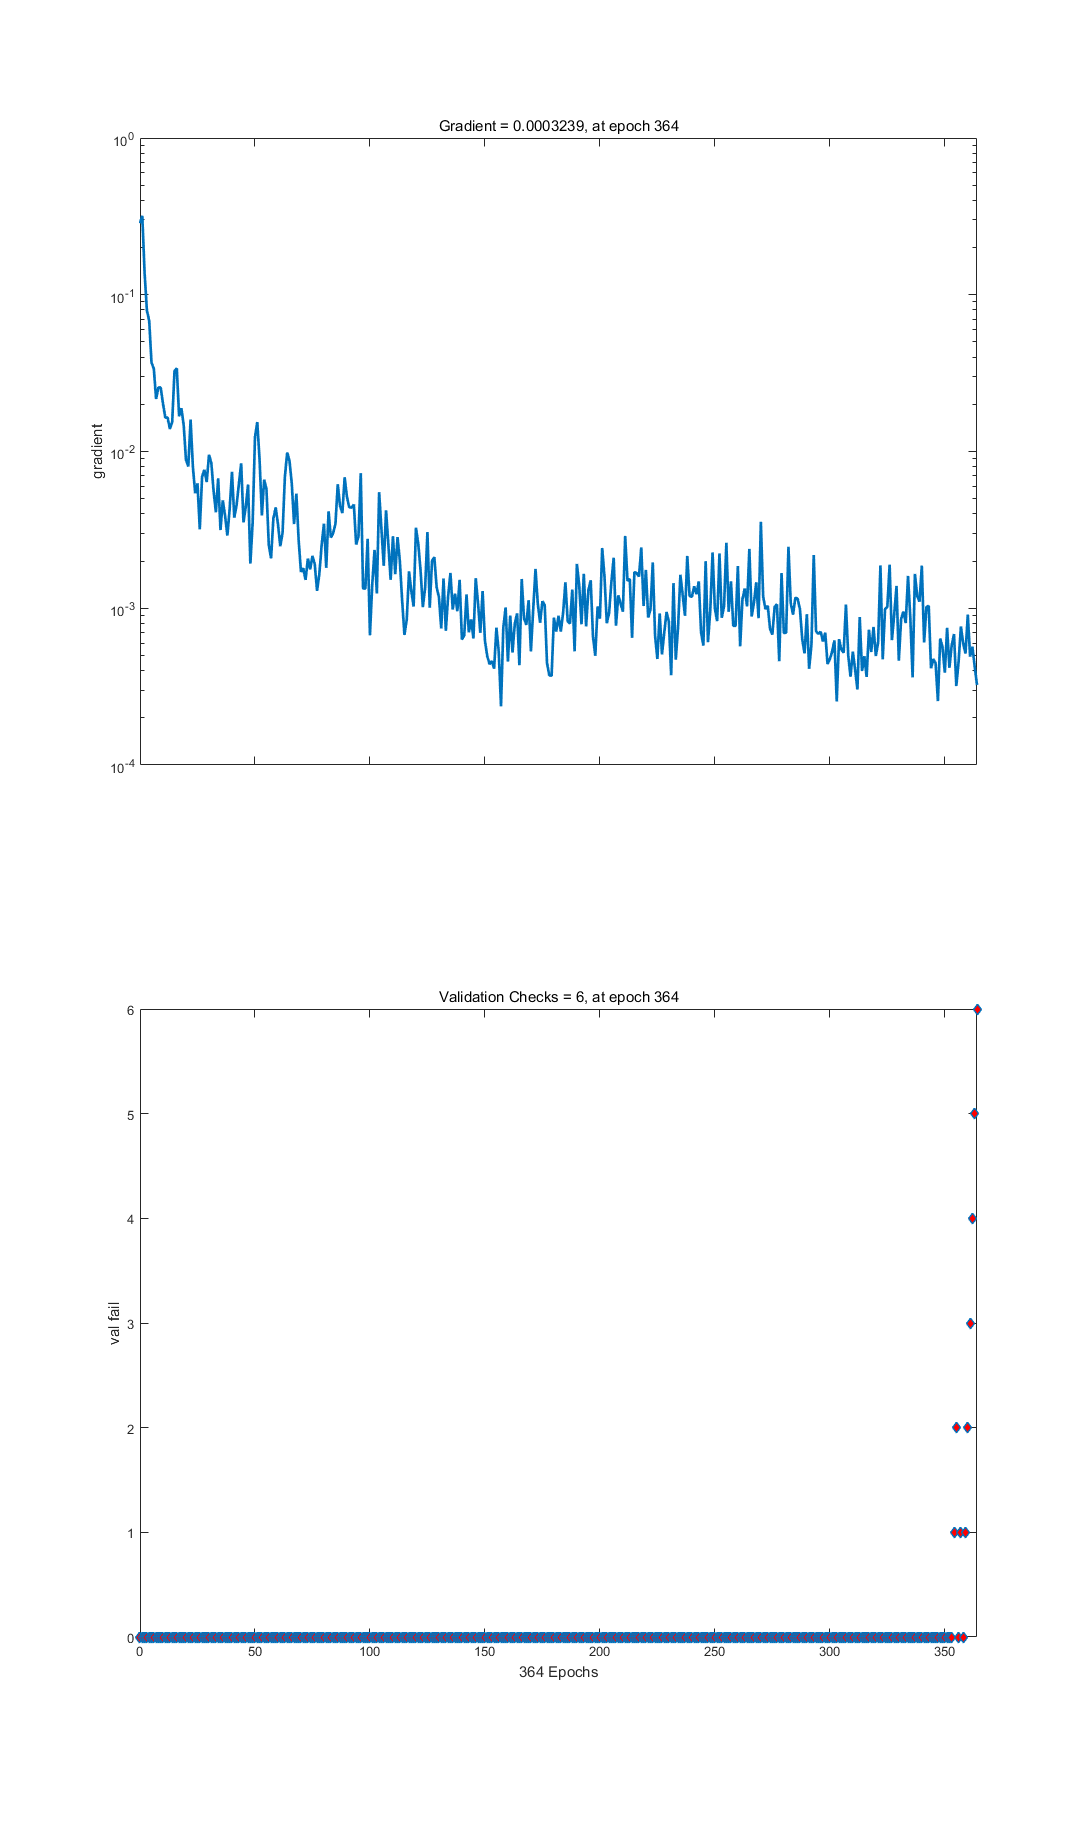 Gradient = 0.0003239, at epoch 364
10^0
10^-1
10^-2
10^-3
10^-4
gradient
Validation Checks = 6, at epoch 364
6
5
4
3
2
1
0
val fail
0 50 100 150 200 250 300 350
364 Epochs